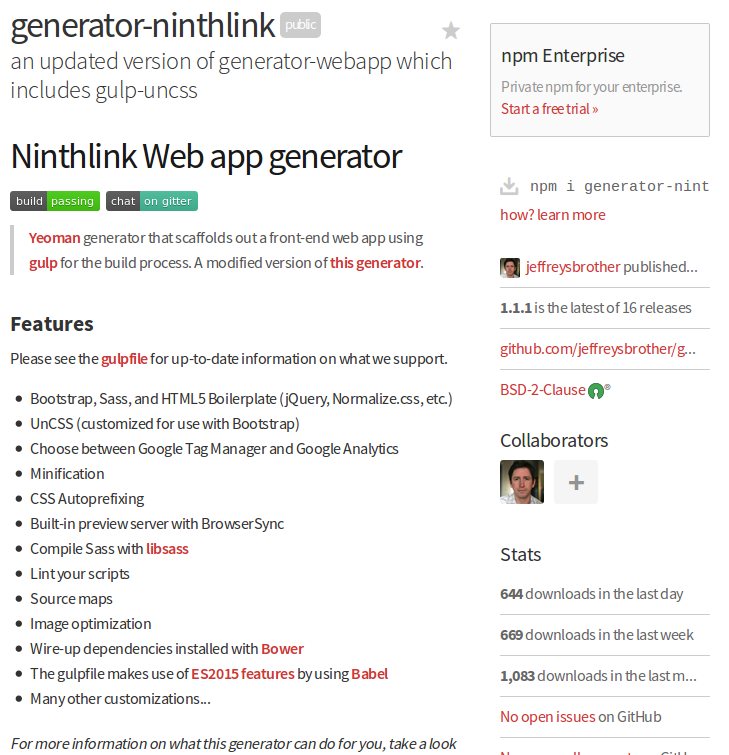 generator-ninthlink public
an updated version of generator-webapp which
includes gulp-uncss
Ninthlink Web app generator
build passing chat on gitter
Yeoman generator that scaffolds out a front-end web app using
gulp for the build process. A modified version of this generator.
Features
Please see the gulpfile for up-to-date information on what we support.
Bootstrap, Sass, and HTML5 Boilerplate (jQuery, Normalize.css, etc.)
UnCSS (customized for use with Bootstrap)
Choose between Google Tag Manager and Google Analytics
Minification
CSS Autoprefixing
Built-in preview server with BrowserSync
Compile Sass with libsass
Lint your scripts
Source maps
Image optimization
Wire-up dependencies installed with Bower
The gulpfile makes use of ES2015 features by using Babel
Many other customizations...
For more information on what this generator can do for you, take a look
npm Enterprise
Private npm for your enterprise.
Start a free trial »
npm i generator-nint
how? learn more
jeffreysbrother published...
1.1.1 is the latest of 16 releases
github.com/jeffreysbrother/g...
BSD-2-Clause ®
Collaborators
+
Stats
644 downloads in the last day
669 downloads in the last week
1,083 downloads in the last m...
No open issues on GitHub